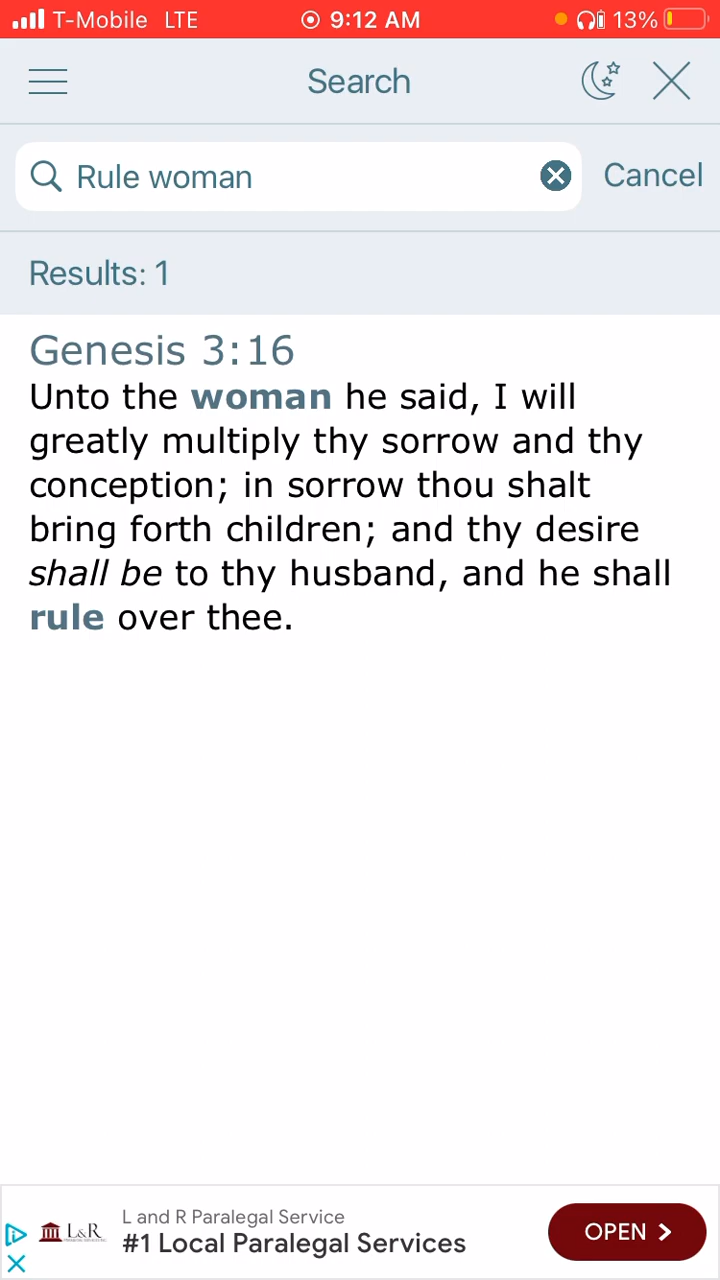 T-Mobile LTE 9:12 AM 13%
Search
Rule woman Cancel
Results: 1
Genesis 3:16
Unto the woman he said, I will
greatly multiply thy sorrow and thy
conception; in sorrow thou shalt
bring forth children; and thy desire
shall be to thy husband, and he shall
rule over thee.
L and R Paralegal Service
L&R
#1 Local Paralegal Services
OPEN